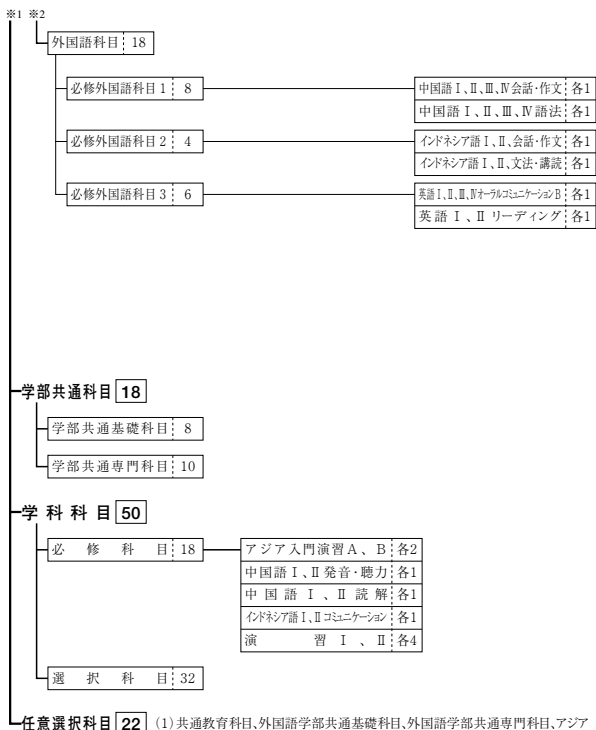 ※1 ※2
外国語科目 18
必修外国語科目1 8
中国語Ⅰ、Ⅱ、Ⅲ、Ⅳ会話・作文 各1
中国語Ⅰ、Ⅱ、Ⅲ、Ⅳ語法 各1
必修外国語科目2 4
インドネシア語Ⅰ、Ⅱ、会話・作文 各1
インドネシア語Ⅰ、Ⅱ、文法・講読 各1
必修外国語科目3 6
英語Ⅰ、Ⅱ、Ⅲ、ⅣオーラルコミュニケーションB 各1
英語Ⅰ、Ⅱリーディング 各1
学部共通科目 18
学部共通基礎科目 8
学部共通専門科目 10
学科科目 50
必修科目 18
アジア入門演習A、B 各2
中国語Ⅰ、Ⅱ発音・聴力 各1
中国語Ⅰ、Ⅱ読解 各1
インドネシア語Ⅰ、Ⅱコミュニケーション 各1
演習Ⅰ、Ⅱ 各4
選択科目 32
任意選択科目 22 (1)共通教育科目、外国語学部共通基礎科目、外国語学部共通専門科目、アジア